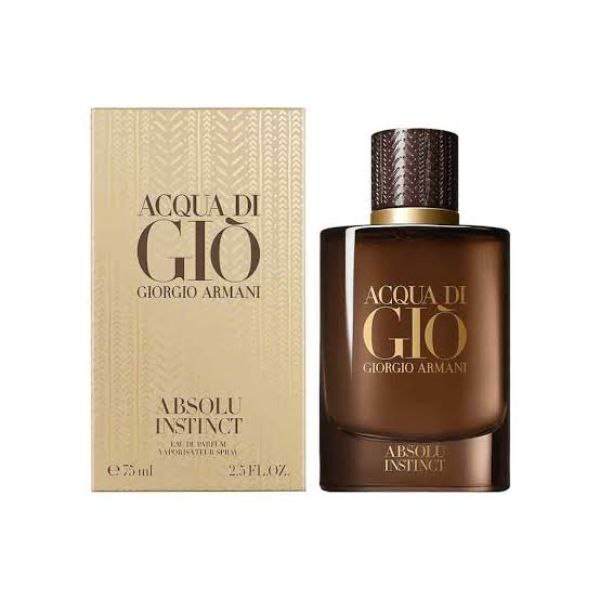 ACQUA DI
GIÒ
GIORGIO ARMANI
ABSOLU
INSTINCT
EAU DE PARFUM
VAPORISATEUR SPRAY
℮ 75 ml 2.5 FL.OZ.
ACQUA DI
GIÒ
GIORGIO ARMANI
ABSOLU
INSTINCT